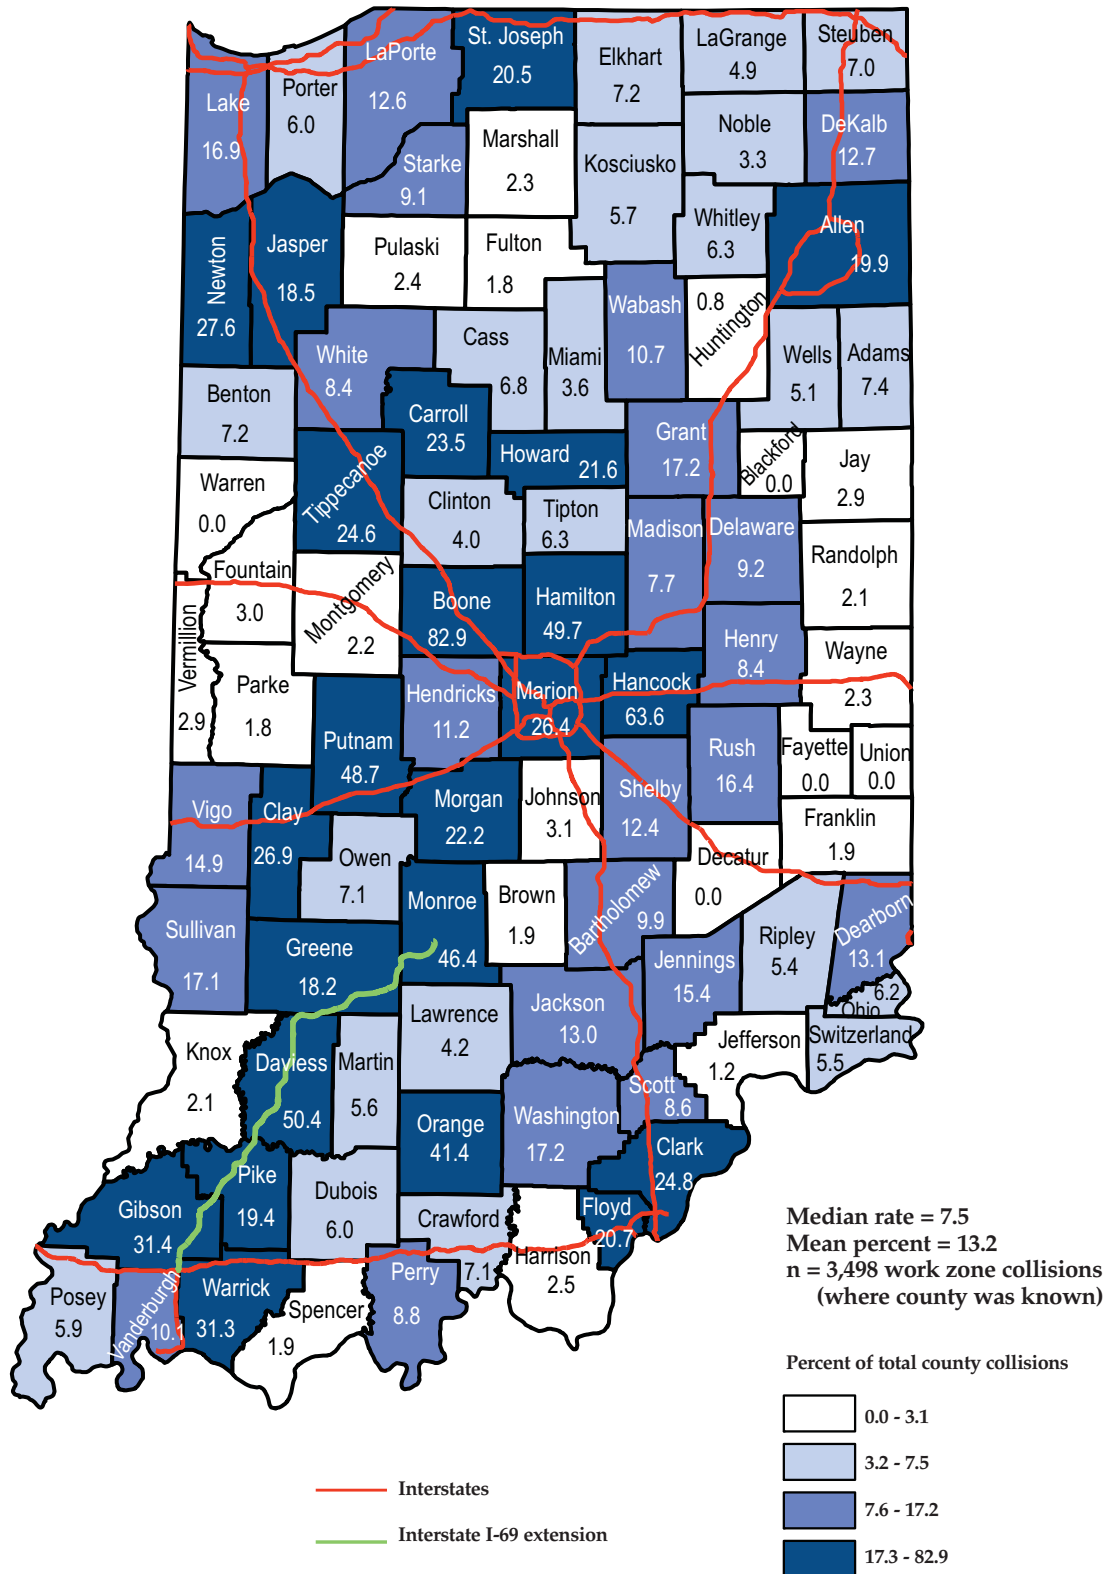 St. Joseph
20.5
LaPorte
12.6
Elkhart
7.2
LaGrange
4.9
Steuben
7.0
Lake
16.9
Porter
6.0
Marshall
2.3
Starke
9.1
Kosciusko
5.7
Noble
3.3
DeKalb
12.7
Whitley
6.3
Allen
19.9
Newton
27.6
Jasper
18.5
Pulaski
2.4
Fulton
1.8
Wabash
10.7
0.8
Huntington
White
8.4
Cass
6.8
Miami
3.6
Wells
5.1
Adams
7.4
Benton
7.2
Carroll
23.5
Howard 21.6
Grant
17.2
Blackford
0.0
Jay
2.9
Warren
0.0
Tippecanoe
24.6
Clinton
4.0
Tipton
6.3
Madison
7.7
Delaware
9.2
Randolph
2.1
Fountain
3.0
Montgomery
2.2
Boone
82.9
Hamilton
49.7
Henry
8.4
Wayne
2.3
Vermillion
2.9
Parke
1.8
Hendricks
11.2
Marion
26.4
Hancock
63.6
Putnam
48.7
Rush
16.4
Fayette
0.0
Union
0.0
Vigo
14.9
Clay
26.9
Morgan
22.2
Johnson
3.1
Shelby
12.4
Franklin
1.9
Owen
7.1
Decatur
0.0
Monroe
46.4
Brown
1.9
Bartholomew
9.9
Sullivan
17.1
Greene
18.2
Jennings
15.4
Ripley
5.4
Dearborn
13.1
6.2
Ohio
Jackson
13.0
Lawrence
4.2
Knox
2.1
Daviess
50.4
Martin
5.6
Jefferson
1.2
Switzerland
5.5
Scott
8.6
Orange
41.4
Washington
17.2
Clark
24.8
Pike
19.4
Dubois
6.0
Gibson
31.4
Crawford
7.1
Floyd
20.7
Harrison
2.5
Posey
5.9
Vanderburgh
10.1
Warrick
31.3
Spencer
1.9
Perry
8.8
Median rate = 7.5
Mean percent = 13.2
n = 3,498 work zone collisions
(where county was known)
Percent of total county collisions
0.0 - 3.1
3.2 - 7.5
7.6 - 17.2
17.3 - 82.9
Interstates
Interstate I-69 extension